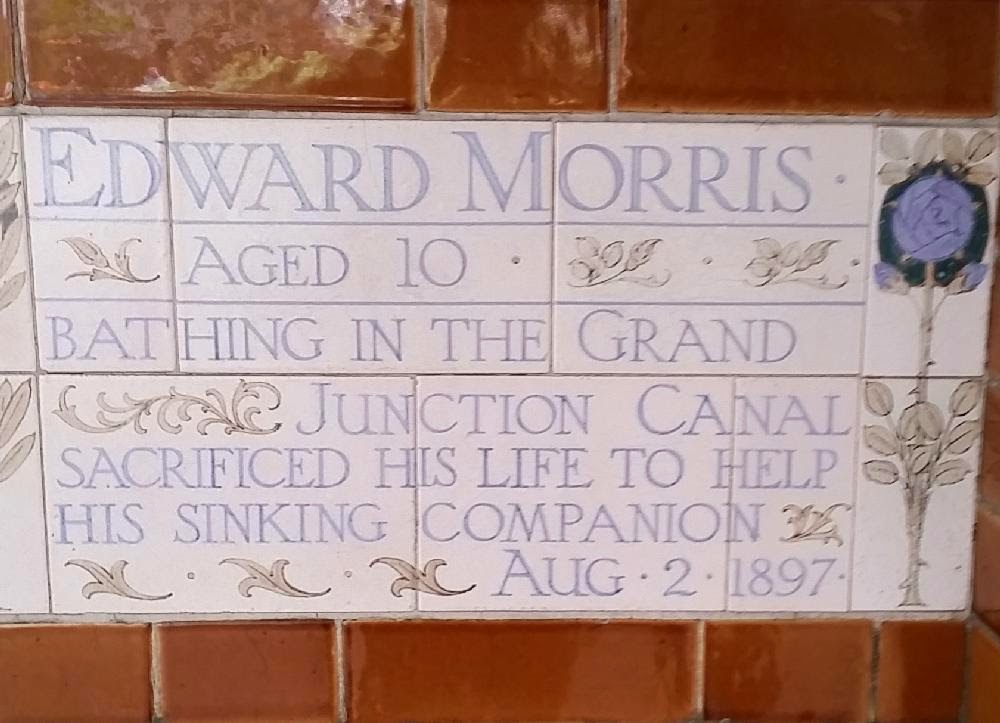 EDWARD MORRIS ·
AGED 10 ·
BATHING IN THE GRAND
JUNCTION CANAL
SACRIFICED HIS LIFE TO HELP
HIS SINKING COMPANION
AUG · 2 · 1897 ·